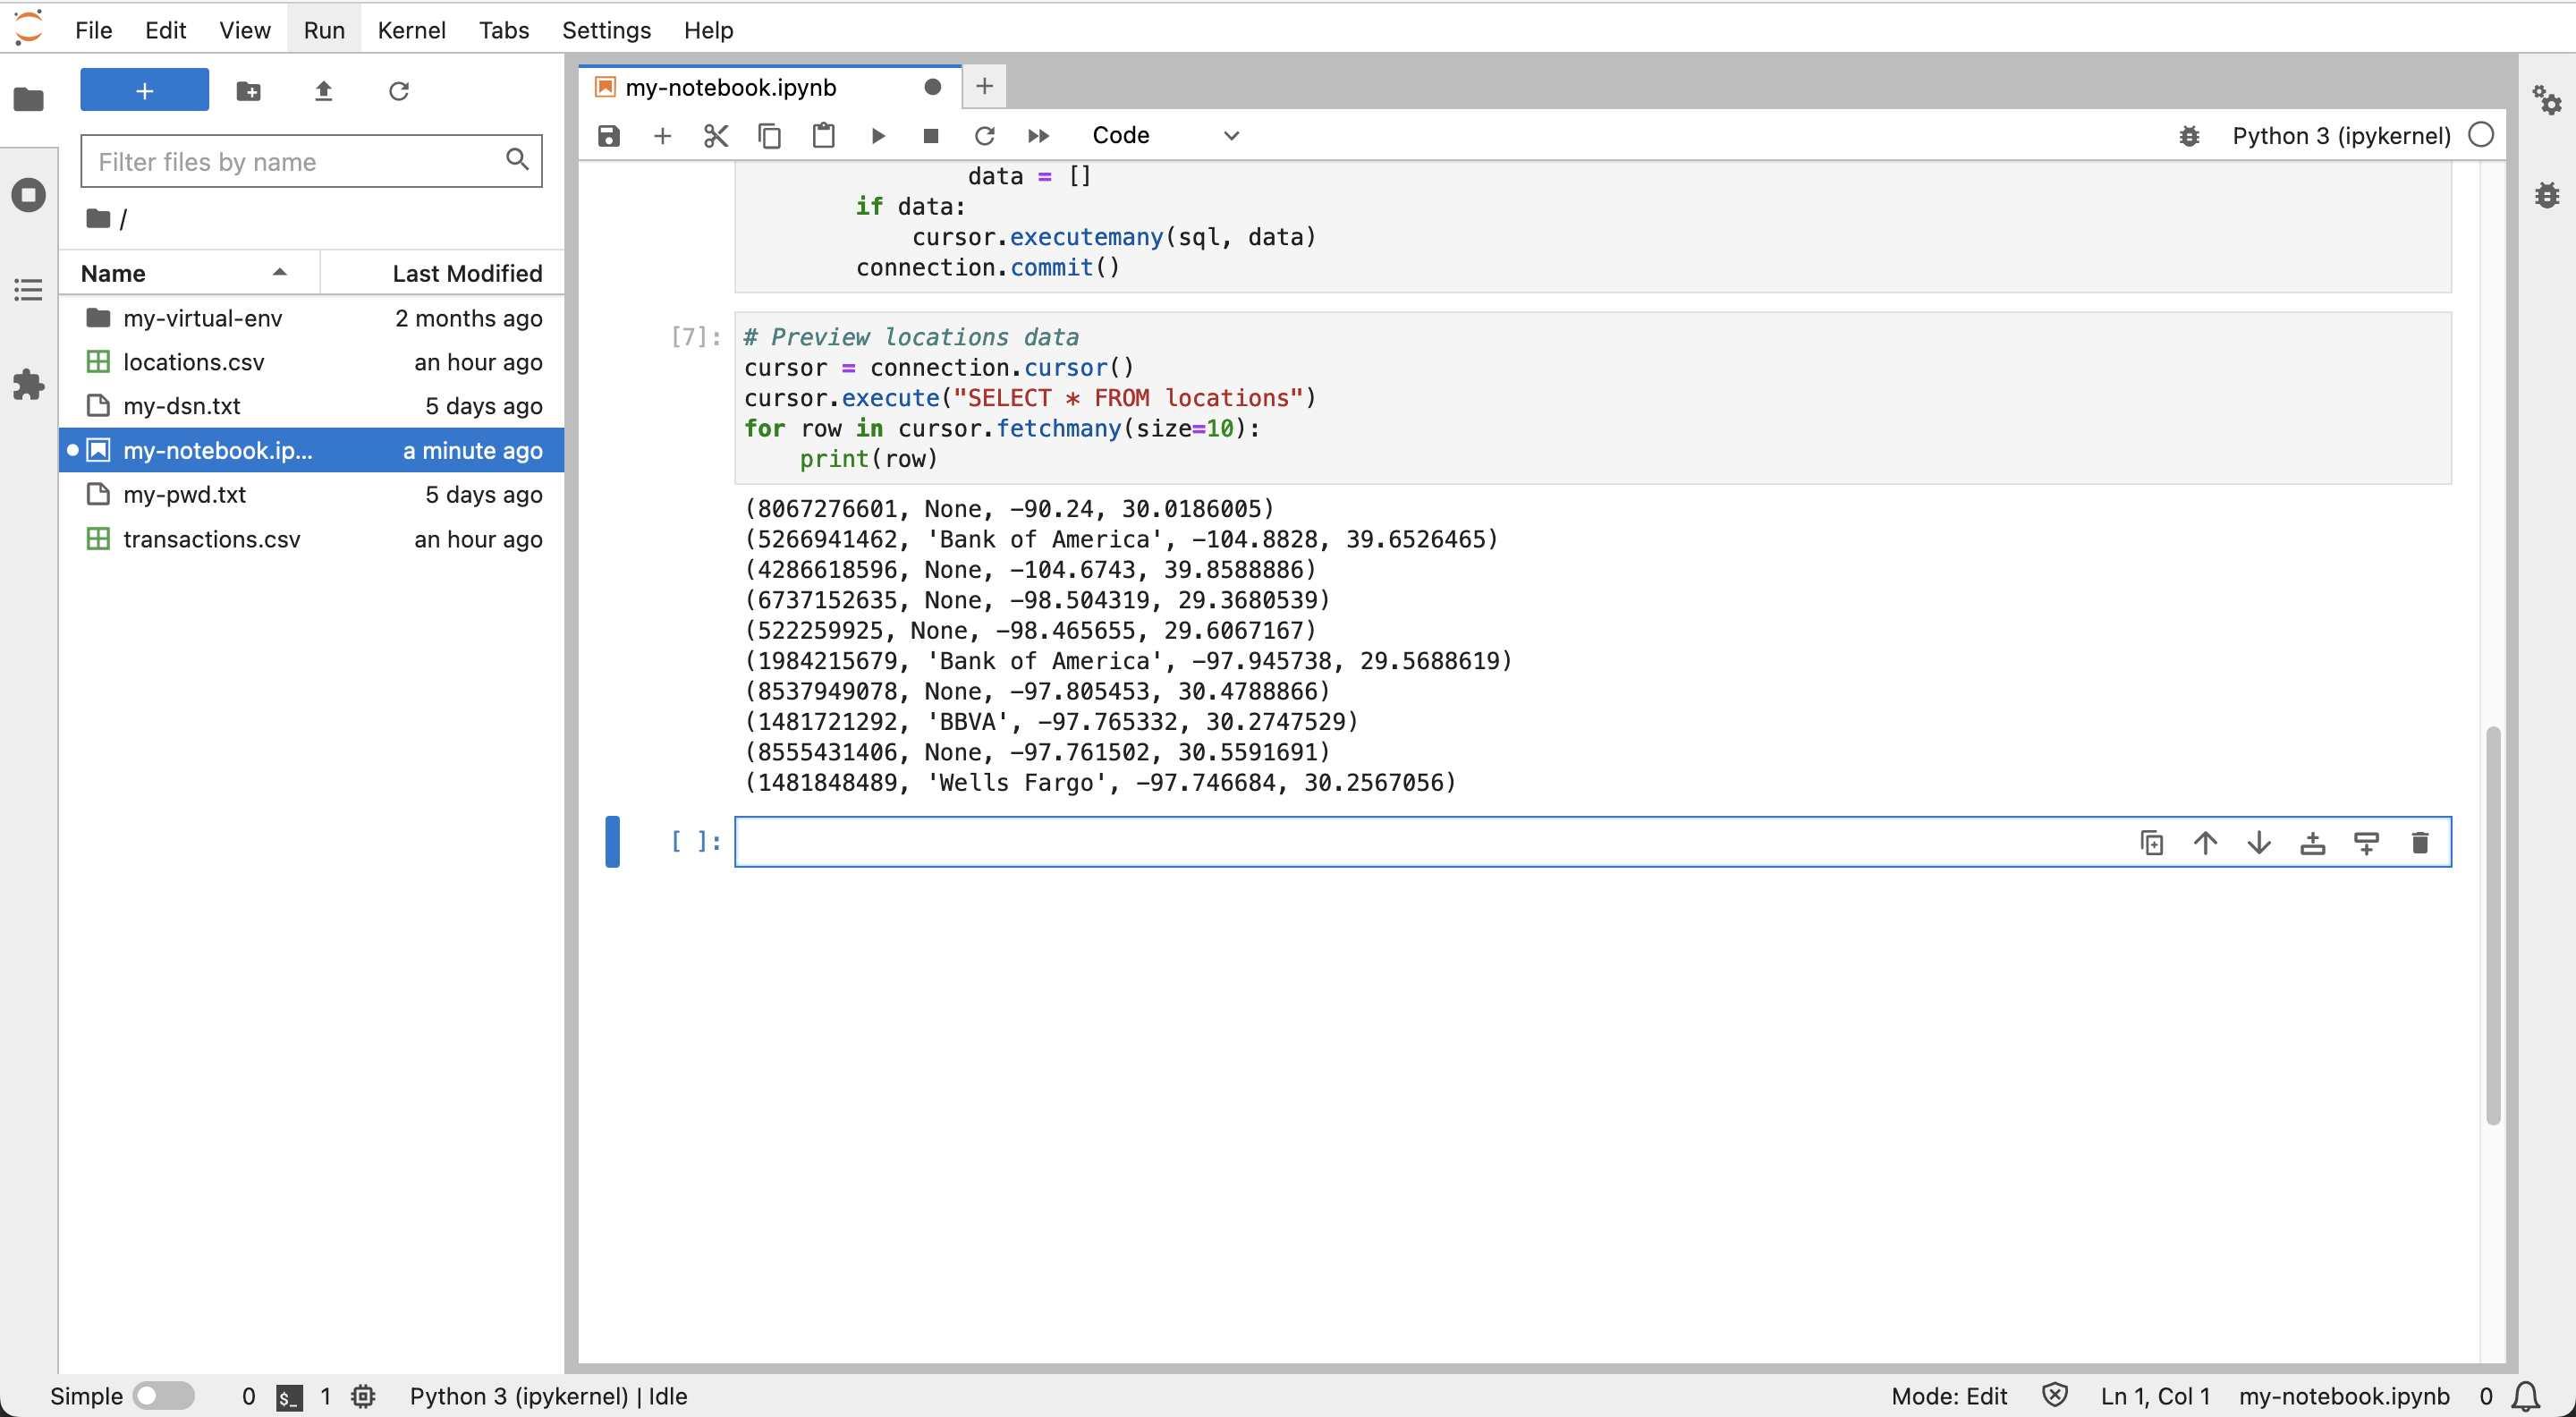 File Edit View Run Kernel Tabs Settings Help
Filter files by name
/
Name Last Modified
my-virtual-env 2 months ago
locations.csv an hour ago
my-dsn.txt 5 days ago
my-notebook.ip... a minute ago
my-pwd.txt 5 days ago
transactions.csv an hour ago
my-notebook.ipynb
Code Python 3 (ipykernel)
data = []
if data:
cursor.executemany(sql, data)
connection.commit()
[7]: # Preview locations data
cursor = connection.cursor()
cursor.execute("SELECT * FROM locations")
for row in cursor.fetchmany(size=10):
print(row)
(8067276601, None, -90.24, 30.0186005)
(5266941462, 'Bank of America', -104.8828, 39.6526465)
(4286618596, None, -104.6743, 39.8588886)
(6737152635, None, -98.504319, 29.3680539)
(522259925, None, -98.465655, 29.6067167)
(1984215679, 'Bank of America', -97.945738, 29.5688619)
(8537949078, None, -97.805453, 30.4788866)
(1481721292, 'BBVA', -97.765332, 30.2747529)
(8555431406, None, -97.761502, 30.5591691)
(1481848489, 'Wells Fargo', -97.746684, 30.2567056)
[ ]:
Simple 0 $_ 1 Python 3 (ipykernel) | Idle Mode: Edit Ln 1, Col 1 my-notebook.ipynb 0